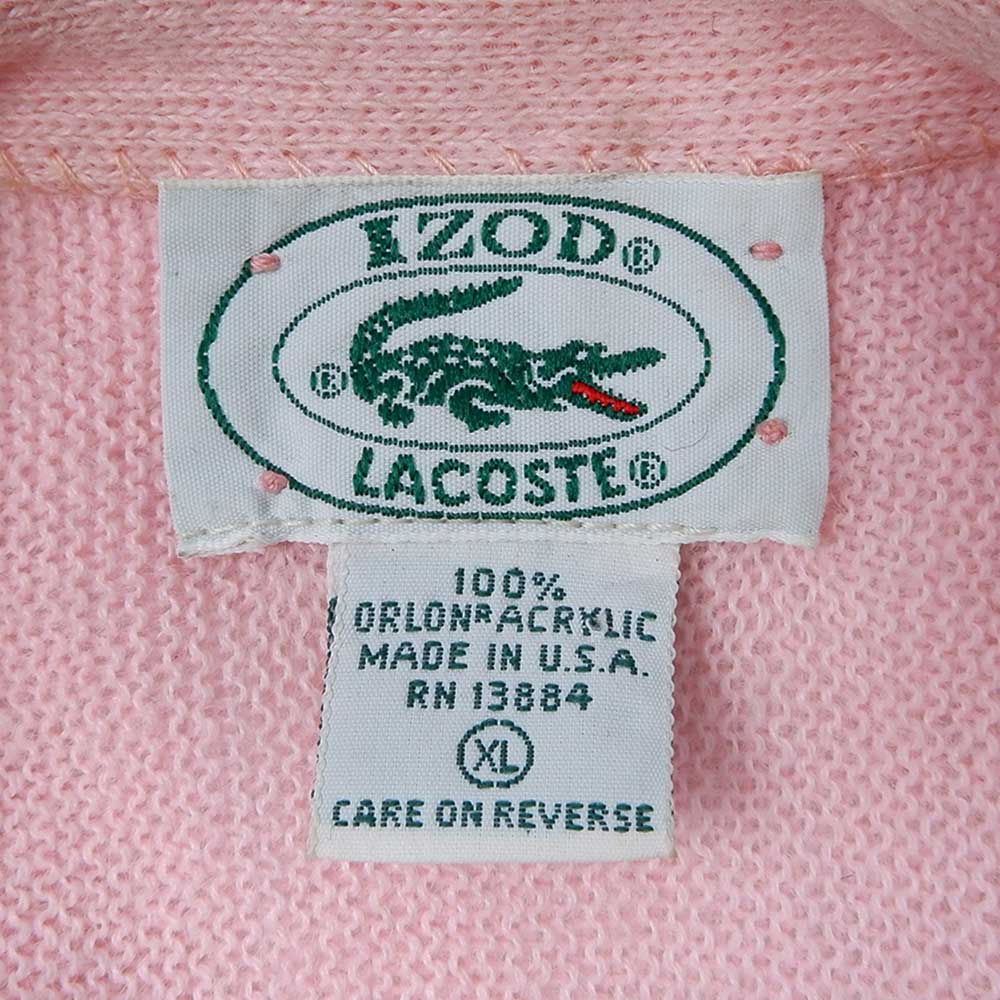 IZOD®
®
LACOSTE®
100%
ORLON® ACRYLIC
MADE IN U.S.A.
RN 13884
XL
CARE ON REVERSE